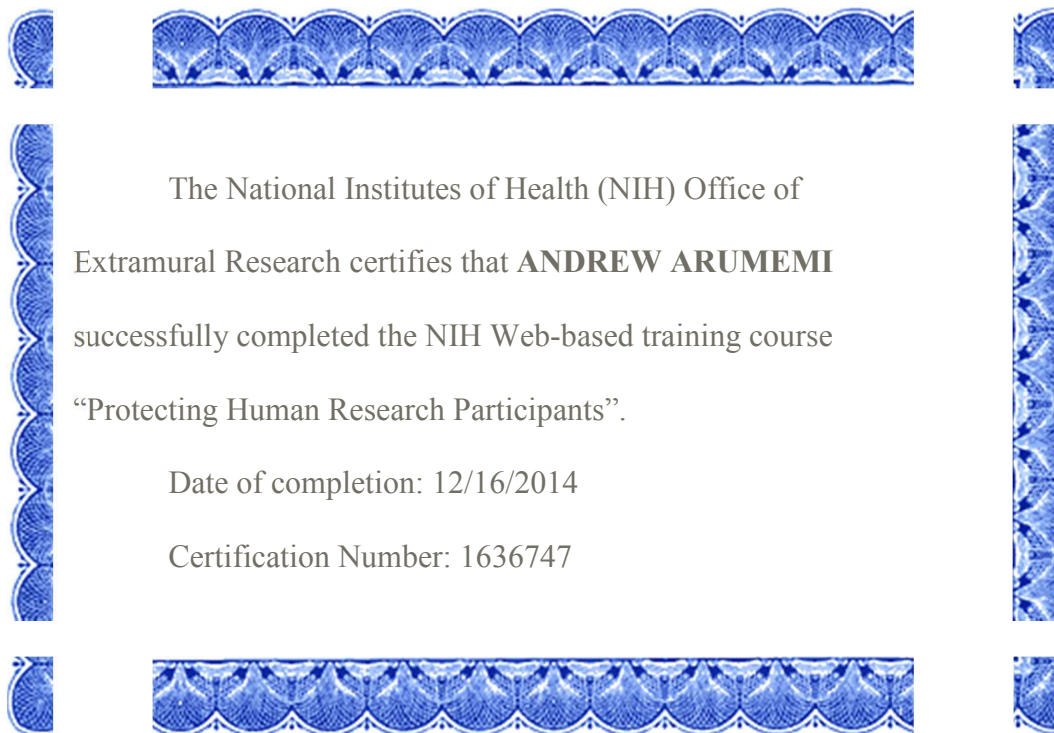 The National Institutes of Health (NIH) Office of
Extramural Research certifies that ANDREW ARUMEMI
successfully completed the NIH Web-based training course
“Protecting Human Research Participants”.
Date of completion: 12/16/2014
Certification Number: 1636747